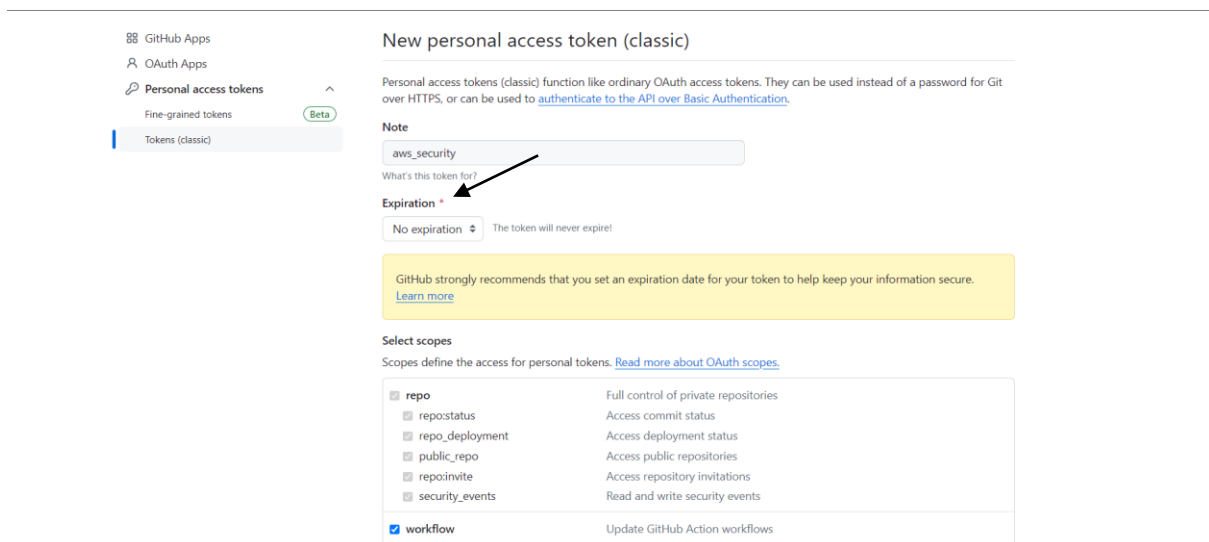 GitHub Apps
OAuth Apps
Personal access tokens
Fine-grained tokens Beta
Tokens (classic)
New personal access token (classic)
Personal access tokens (classic) function like ordinary OAuth access tokens. They can be used instead of a password for Git
over HTTPS, or can be used to authenticate to the API over Basic Authentication.
Note
aws_security
What's this token for?
Expiration *
No expiration The token will never expire!
GitHub strongly recommends that you set an expiration date for your token to help keep your information secure.
Learn more
Select scopes
Scopes define the access for personal tokens. Read more about OAuth scopes.
repo Full control of private repositories
repo:status Access commit status
repo_deployment Access deployment status
public_repo Access public repositories
repo:invite Access repository invitations
security_events Read and write security events
workflow Update GitHub Action workflows